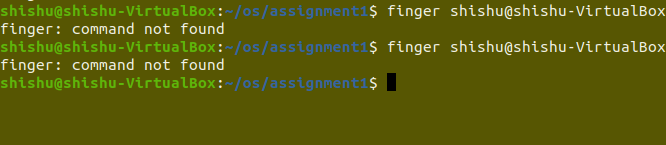 shishu@shishu-VirtualBox:~/os/assignment1$ finger shishu@shishu-VirtualBox
finger: command not found
shishu@shishu-VirtualBox:~/os/assignment1$ finger shishu@shishu-VirtualBox
finger: command not found
shishu@shishu-VirtualBox:~/os/assignment1$